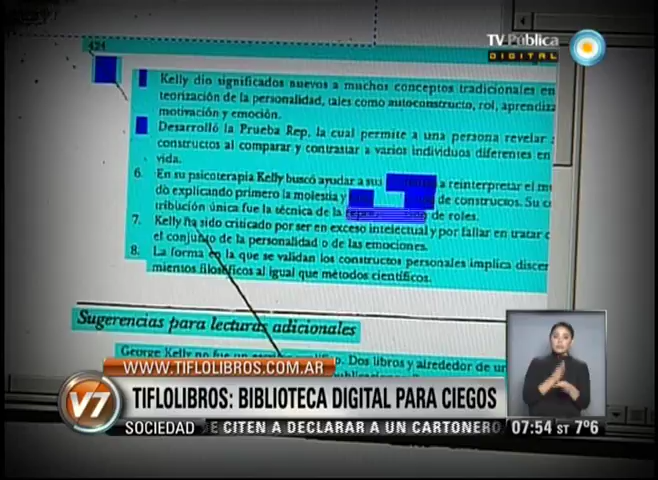 424
TV Pública
DIGITAL
Kelly dio significados nuevos a muchos conceptos tradicionales en
teorización de la personalidad, tales como autoconstructo, rol, aprendiza
motivación y emoción.
Desarrolló la Prueba Rep, la cual permite a una persona revelar
constructos al comparar y contrastar a varios individuos diferentes en
vida.
6. En su psicoterapia Kelly buscó ayudar a sus a reinterpretar el mu
do explicando primero la molestia y de constructos. Su c
tribución única fue la técnica de la de roles.
7. Kelly ha sido criticado por ser en exceso intelectual y por fallar en tratar c
el conjunto de la personalidad o de las emociones.
8. La forma en la que se validan los constructos personales implica discer
mientos filosóficos al igual que métodos científicos.
Sugerencias para lecturas adicionales
George Kelly no fue un Dos libros y alrededor de un
WWW.TIFLOLIBROS.COM.AR
V7
TIFLOLIBROS: BIBLIOTECA DIGITAL PARA CIEGOS
SOCIEDAD E CITEN A DECLARAR A UN CARTONERO
07:54 ST 7º6